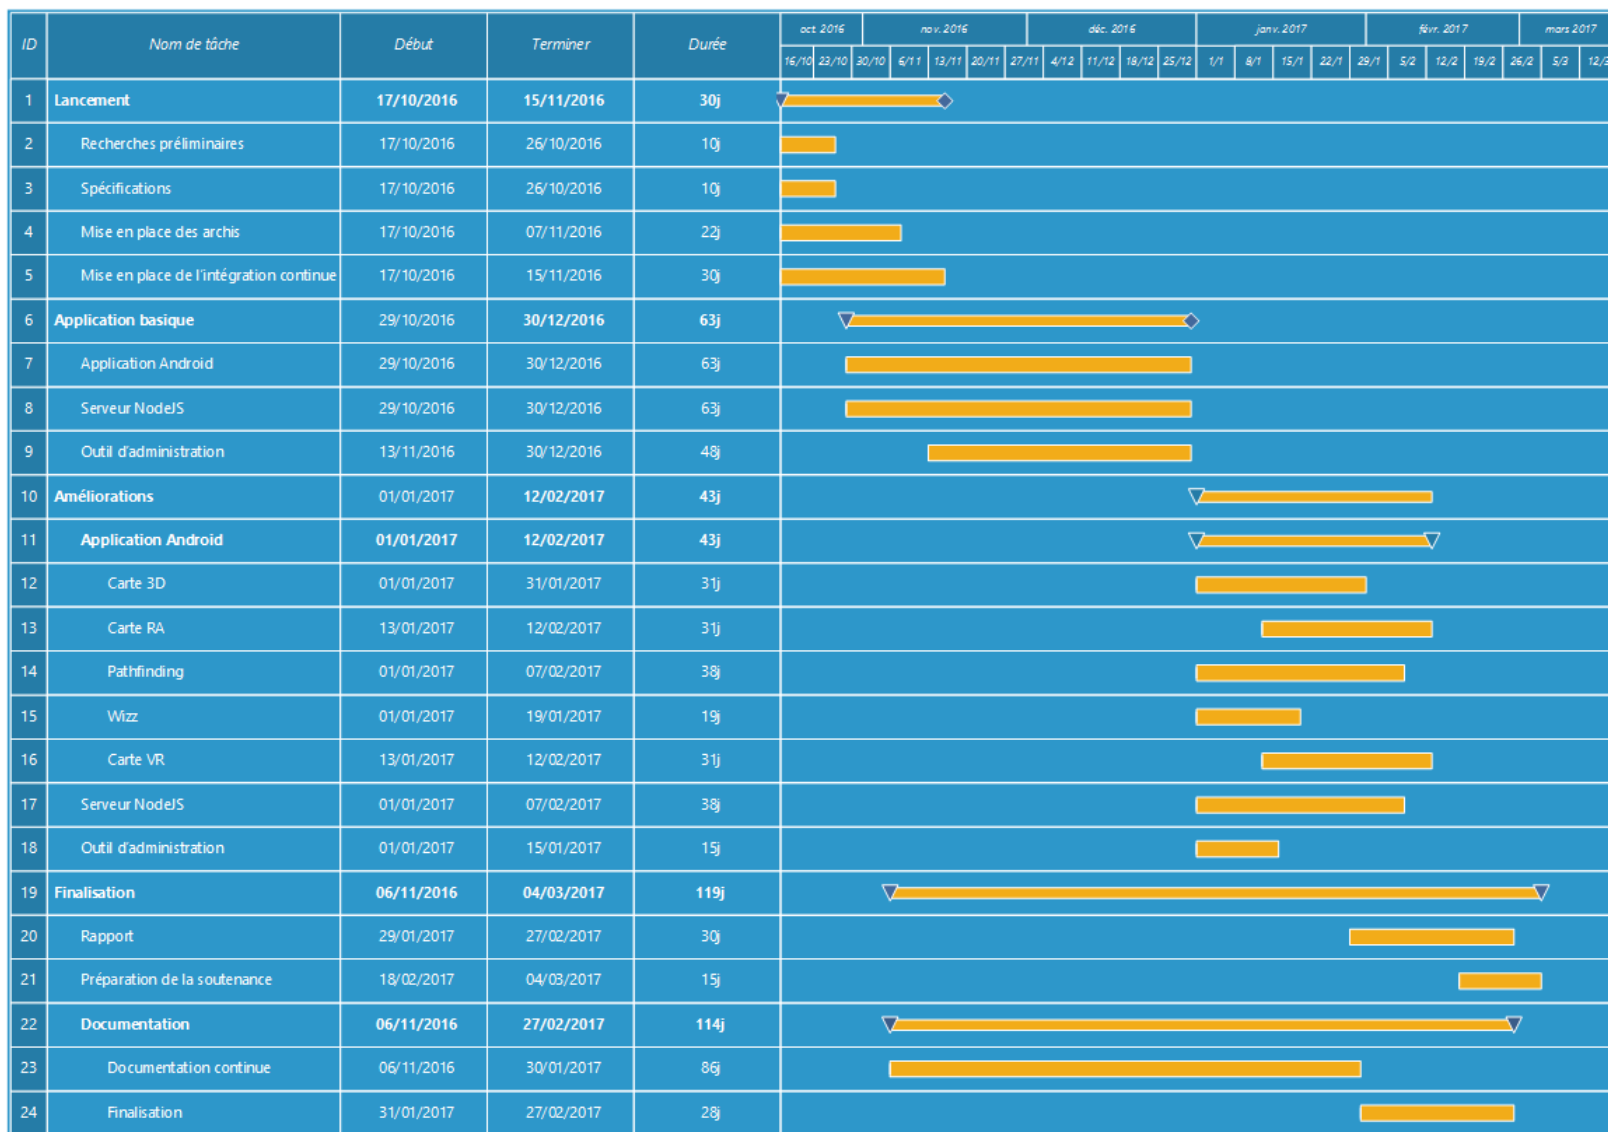 ID Nom de tâche Début Terminer Durée oct. 2016 nov. 2016 déc. 2016 janv. 2017 févr. 2017 mars 2017
16/10 23/10 30/10 6/11 13/11 20/11 27/11 4/12 11/12 18/12 25/12 1/1 8/1 15/1 22/1 29/1 5/2 12/2 19/2 26/2 5/3 12/3
1 Lancement 17/10/2016 15/11/2016 30j
2 Recherches préliminaires 17/10/2016 26/10/2016 10j
3 Spécifications 17/10/2016 26/10/2016 10j
4 Mise en place des archis 17/10/2016 07/11/2016 22j
5 Mise en place de l'intégration continue 17/10/2016 15/11/2016 30j
6 Application basique 29/10/2016 30/12/2016 63j
7 Application Android 29/10/2016 30/12/2016 63j
8 Serveur NodeJS 29/10/2016 30/12/2016 63j
9 Outil d'administration 13/11/2016 30/12/2016 48j
10 Améliorations 01/01/2017 12/02/2017 43j
11 Application Android 01/01/2017 12/02/2017 43j
12 Carte 3D 01/01/2017 31/01/2017 31j
13 Carte RA 13/01/2017 12/02/2017 31j
14 Pathfinding 01/01/2017 07/02/2017 38j
15 Wizz 01/01/2017 19/01/2017 19j
16 Carte VR 13/01/2017 12/02/2017 31j
17 Serveur NodeJS 01/01/2017 07/02/2017 38j
18 Outil d'administration 01/01/2017 15/01/2017 15j
19 Finalisation 06/11/2016 04/03/2017 119j
20 Rapport 29/01/2017 27/02/2017 30j
21 Préparation de la soutenance 18/02/2017 04/03/2017 15j
22 Documentation 06/11/2016 27/02/2017 114j
23 Documentation continue 06/11/2016 30/01/2017 86j
24 Finalisation 31/01/2017 27/02/2017 28j